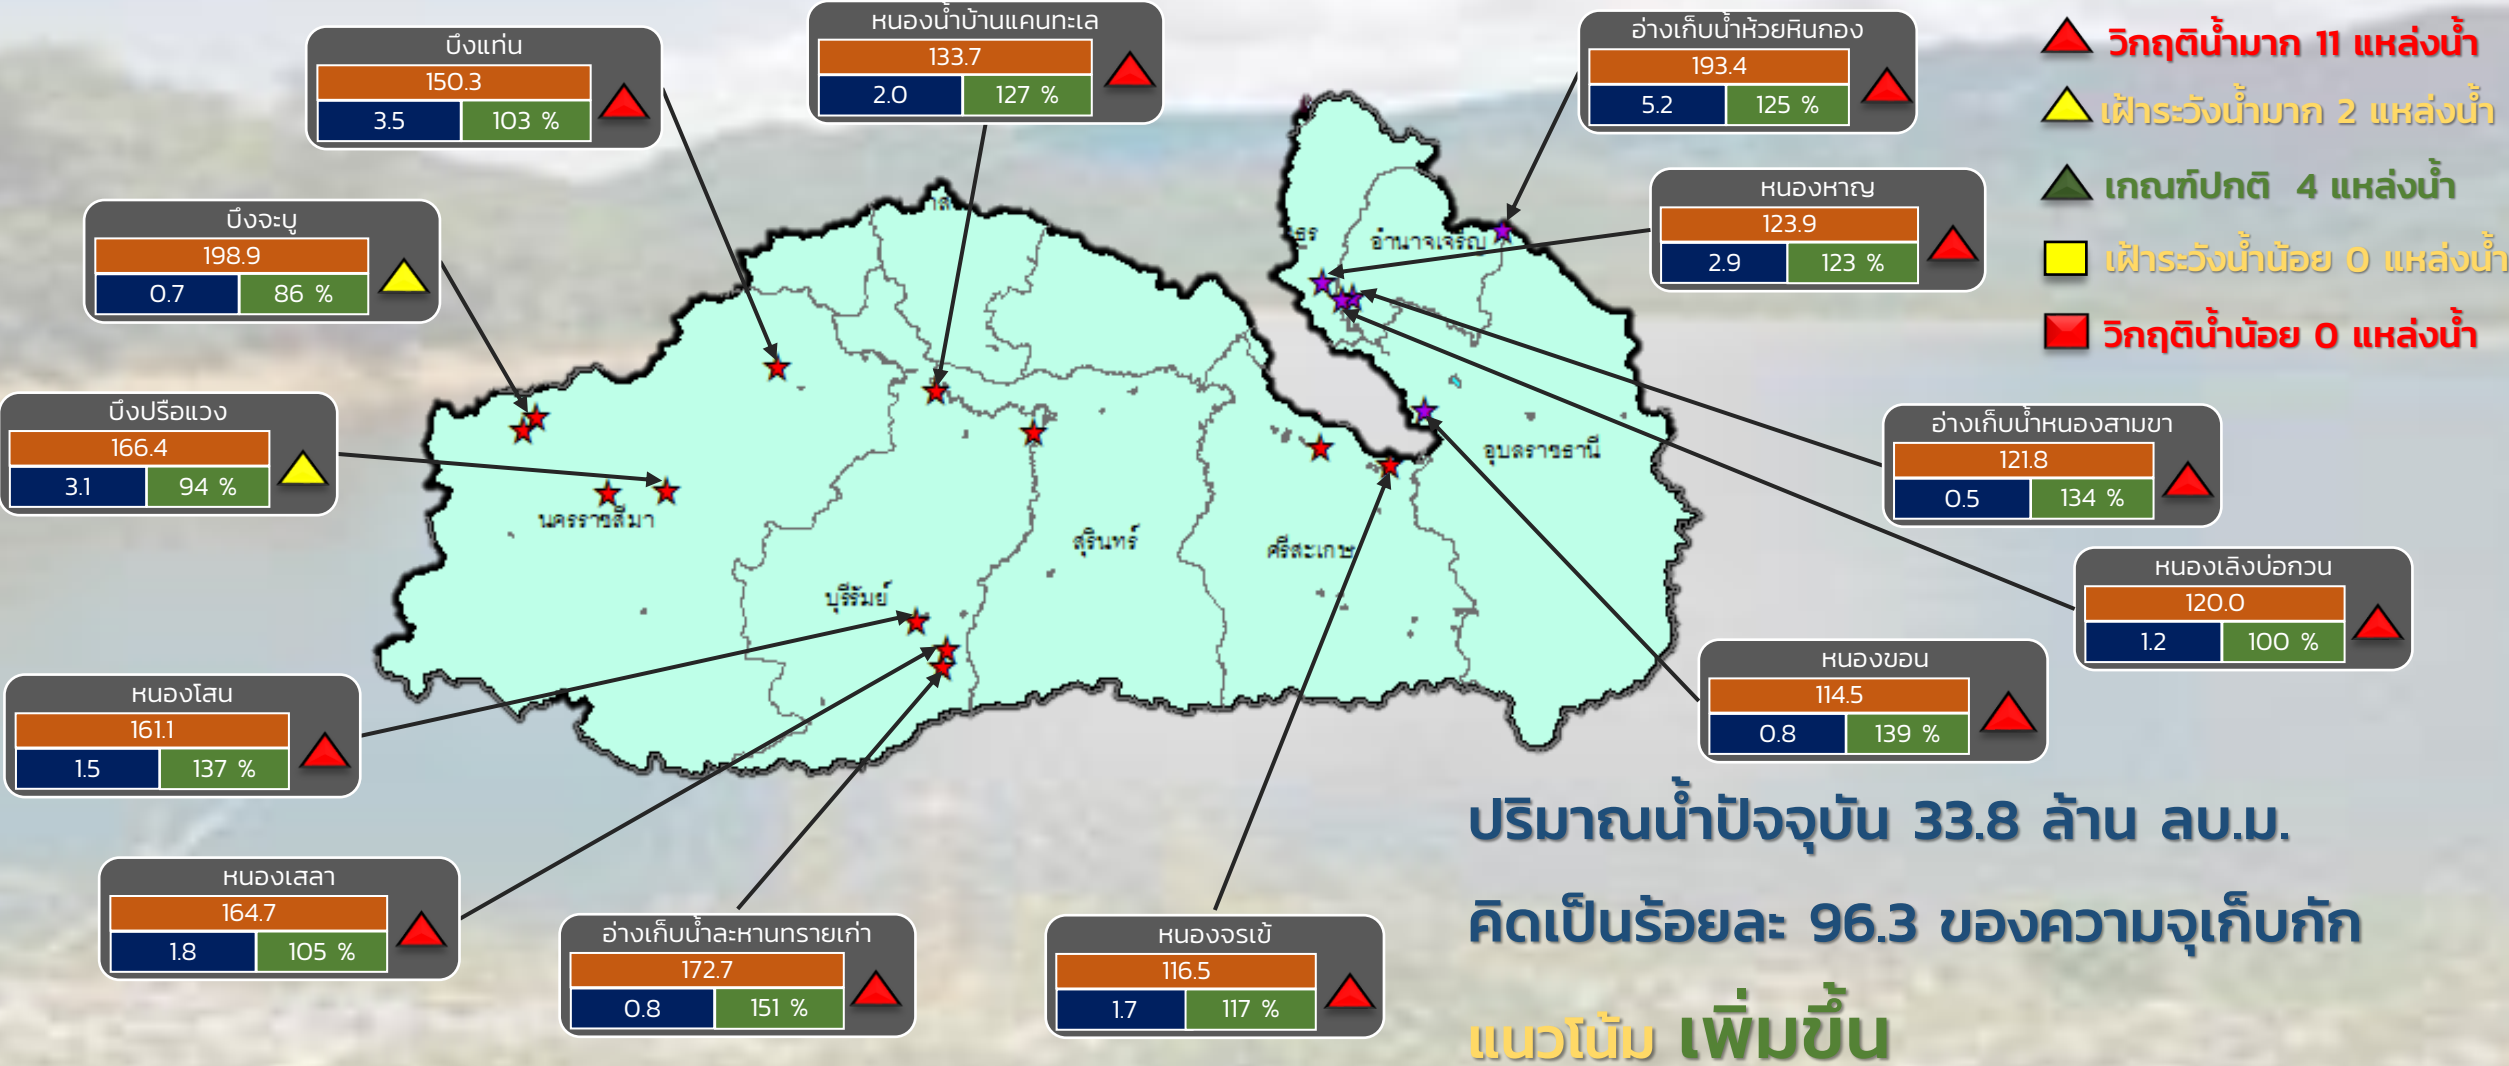 บึงแท่น
150.3
3.5 103 %
หนองน้ำบ้านแคนทะเล
133.7
2.0 127 %
อ่างเก็บน้ำห้วยหินกอง
193.4
5.2 125 %
วิกฤติน้ำมาก 11 แหล่งน้ำ
เฝ้าระวังน้ำมาก 2 แหล่งน้ำ
เกณฑ์ปกติ 4 แหล่งน้ำ
เฝ้าระวังน้ำน้อย 0 แหล่งน้ำ
วิกฤติน้ำน้อย 0 แหล่งน้ำ
บึงจะบู
198.9
0.7 86 %
หนองหาญ
123.9
2.9 123 %
อำนาจเจริญ
บึงปรือแวง
166.4
3.1 94 %
อ่างเก็บน้ำหนองสามขา
121.8
0.5 134 %
อุบลราชธานี
นครราชสีมา
สุรินทร์
ศรีสะเกษ
บุรีรัมย์
หนองเลิงบ่อกวน
120.0
1.2 100 %
หนองโสน
161.1
1.5 137 %
หนองขอน
114.5
0.8 139 %
หนองเสลา
164.7
1.8 105 %
อ่างเก็บน้ำละหานทรายเก่า
172.7
0.8 151 %
หนองจรเข้
116.5
1.7 117 %
ปริมาณน้ำปัจจุบัน 33.8 ล้าน ลบ.ม.
คิดเป็นร้อยละ 96.3 ของความจุเก็บกัก
แนวโน้ม เพิ่มขึ้น